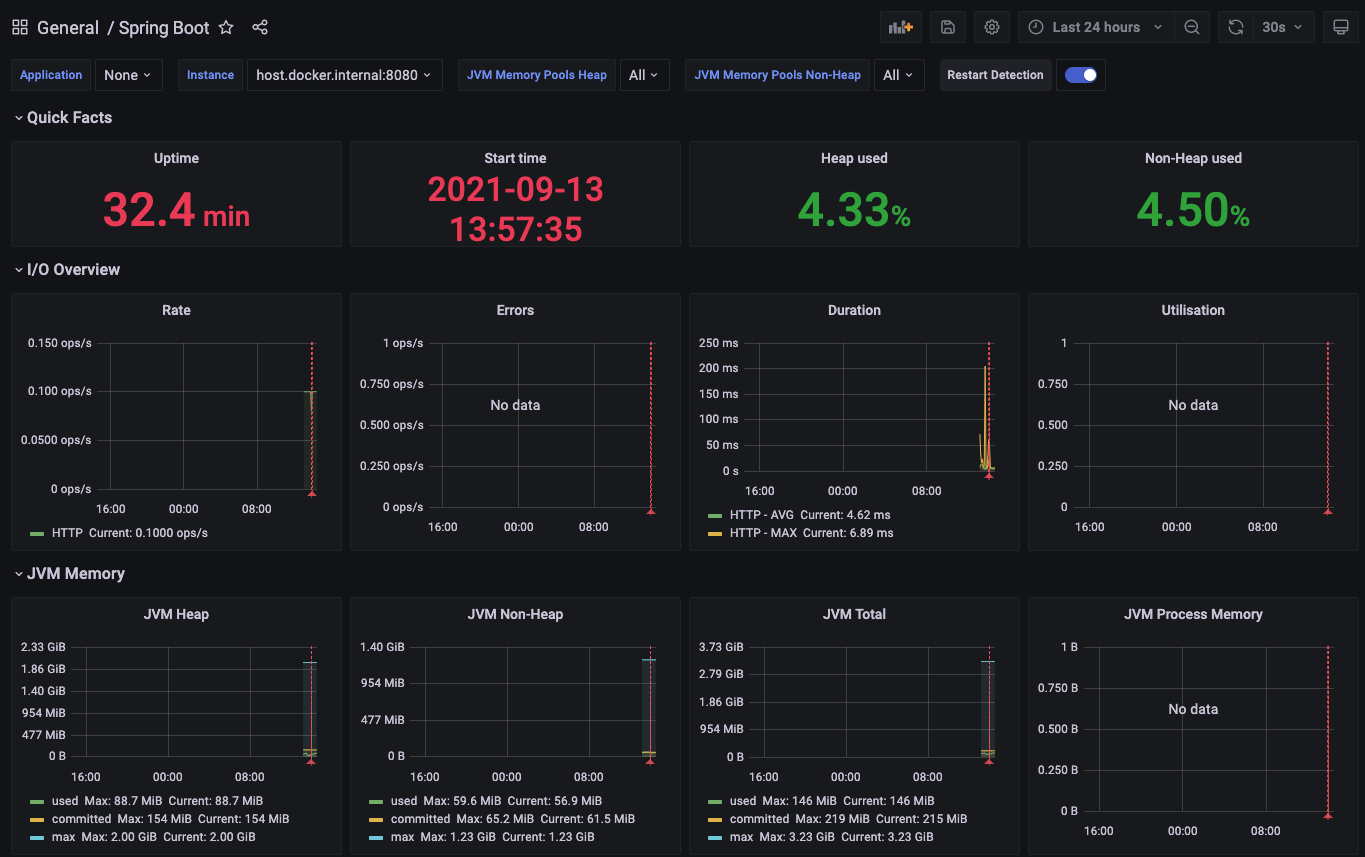 General / Spring Boot
Last 24 hours
30s
Application None Instance host.docker.internal:8080 JVM Memory Pools Heap All JVM Memory Pools Non-Heap All Restart Detection
Quick Facts
Uptime
32.4 min
Start time
2021-09-13
13:57:35
Heap used
4.33%
Non-Heap used
4.50%
I/O Overview
Rate
0.150 ops/s
0.100 ops/s
0.0500 ops/s
0 ops/s
16:00 00:00 08:00
HTTP Current: 0.1000 ops/s
Errors
1 ops/s
0.750 ops/s
0.500 ops/s
0.250 ops/s
0 ops/s
No data
16:00 00:00 08:00
Duration
250 ms
200 ms
150 ms
100 ms
50 ms
0 s
16:00 00:00 08:00
HTTP - AVG Current: 4.62 ms
HTTP - MAX Current: 6.89 ms
Utilisation
1
0.750
0.500
0.250
0
No data
16:00 00:00 08:00
JVM Memory
JVM Heap
2.33 GiB
1.86 GiB
1.40 GiB
954 MiB
477 MiB
0 B
16:00 00:00 08:00
used Max: 88.7 MiB Current: 88.7 MiB
committed Max: 154 MiB Current: 154 MiB
max Max: 2.00 GiB Current: 2.00 GiB
JVM Non-Heap
1.40 GiB
954 MiB
477 MiB
0 B
16:00 00:00 08:00
used Max: 59.6 MiB Current: 56.9 MiB
committed Max: 65.2 MiB Current: 61.5 MiB
max Max: 1.23 GiB Current: 1.23 GiB
JVM Total
3.73 GiB
2.79 GiB
1.86 GiB
954 MiB
0 B
16:00 00:00 08:00
used Max: 146 MiB Current: 146 MiB
committed Max: 219 MiB Current: 215 MiB
max Max: 3.23 GiB Current: 3.23 GiB
JVM Process Memory
1 B
0.750 B
0.500 B
0.250 B
0 B
No data
16:00 00:00 08:00